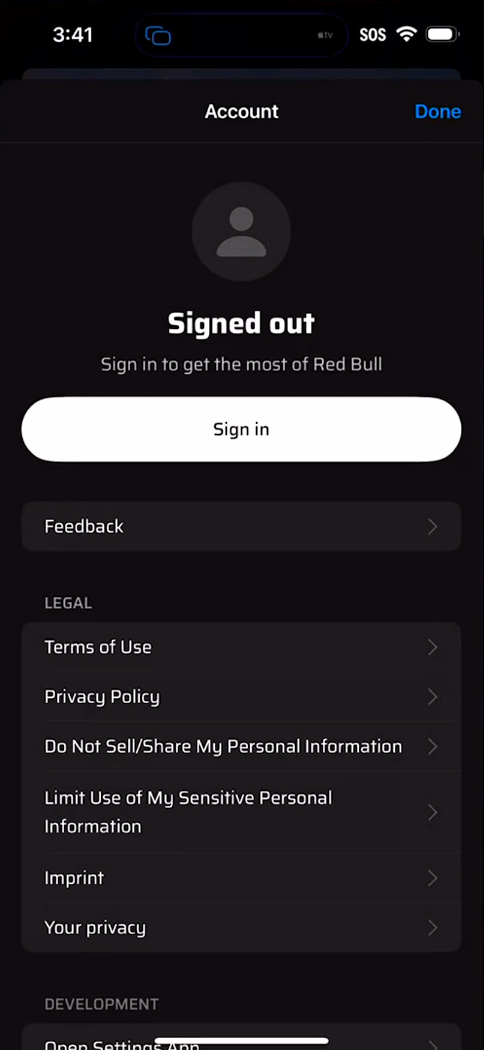 3:41
tv
SOS
Account
Done
Signed out
Sign in to get the most of Red Bull
Sign in
Feedback
LEGAL
Terms of Use
Privacy Policy
Do Not Sell/Share My Personal Information
Limit Use of My Sensitive Personal
Information
Imprint
Your privacy
DEVELOPMENT
Open Settings App